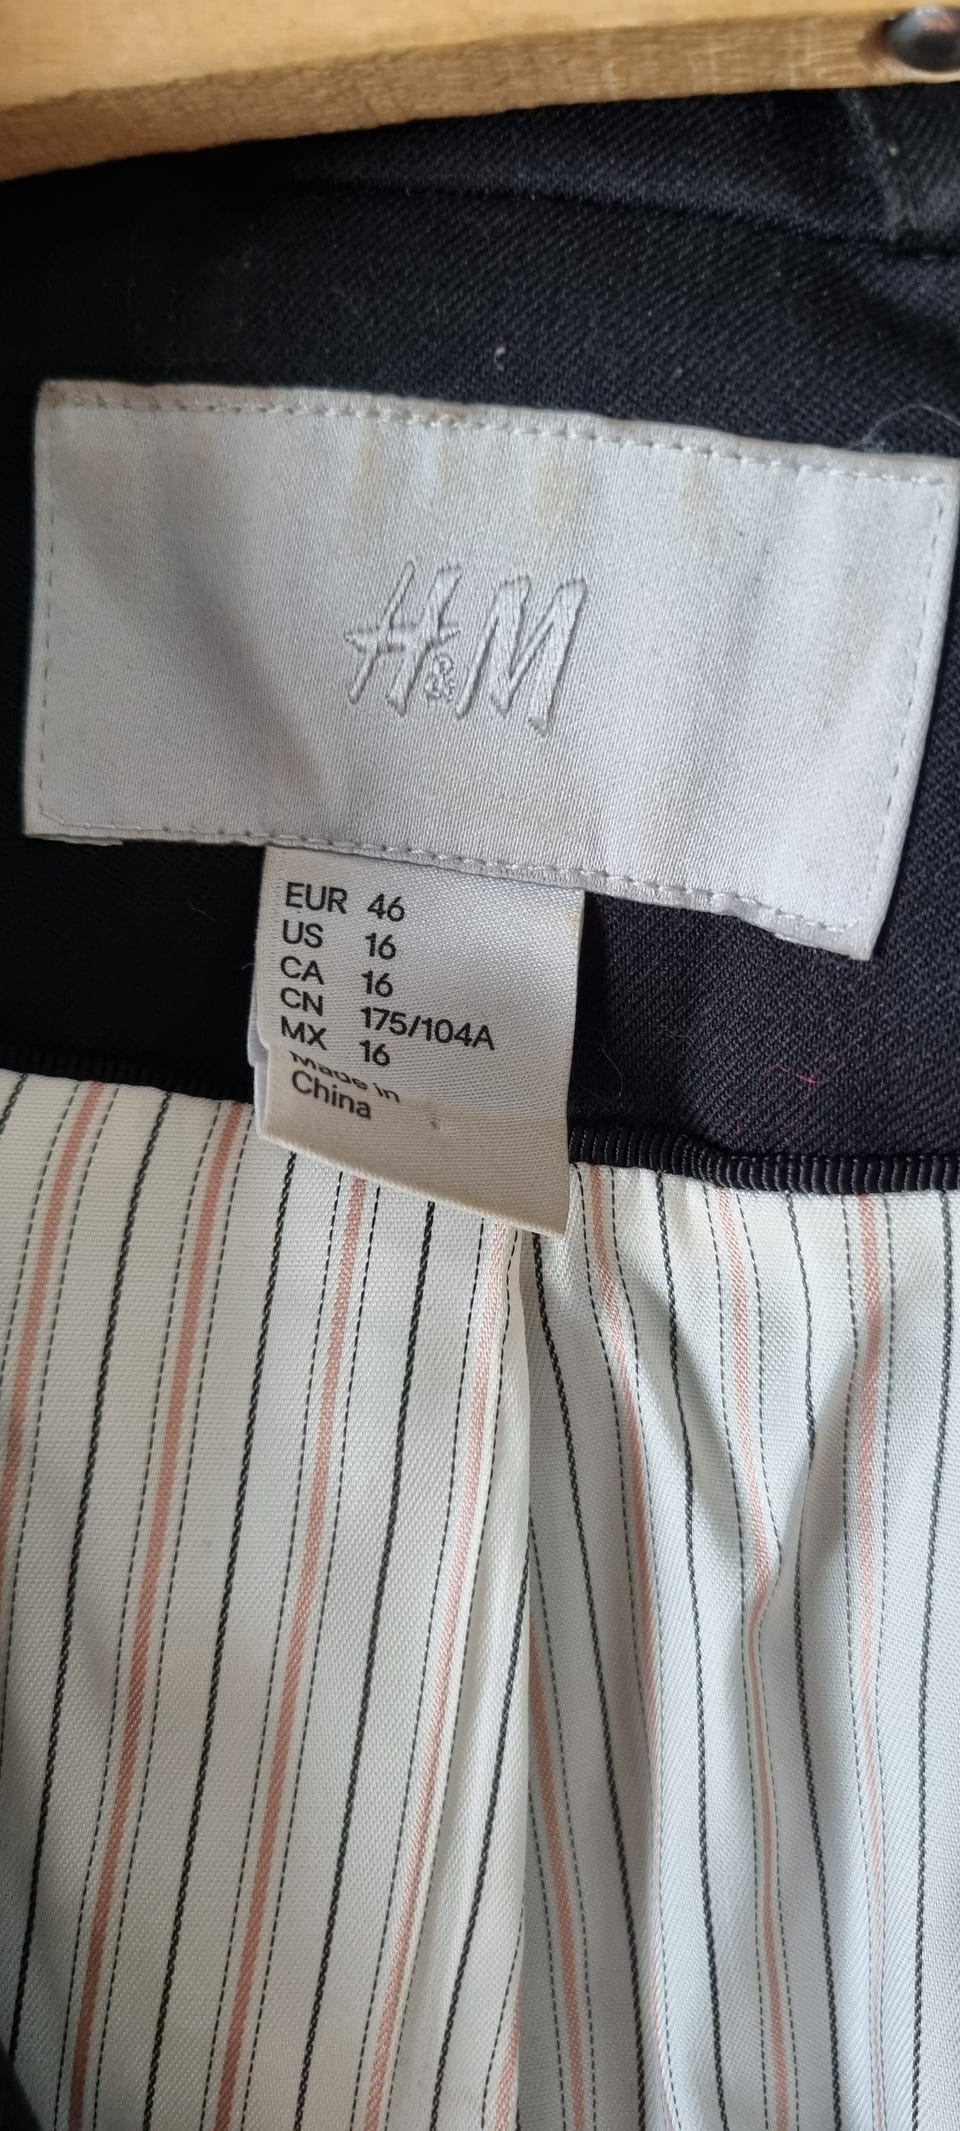 H&M
EUR 46
US 16
CA 16
CN 175/104A
MX 16
Made in
China